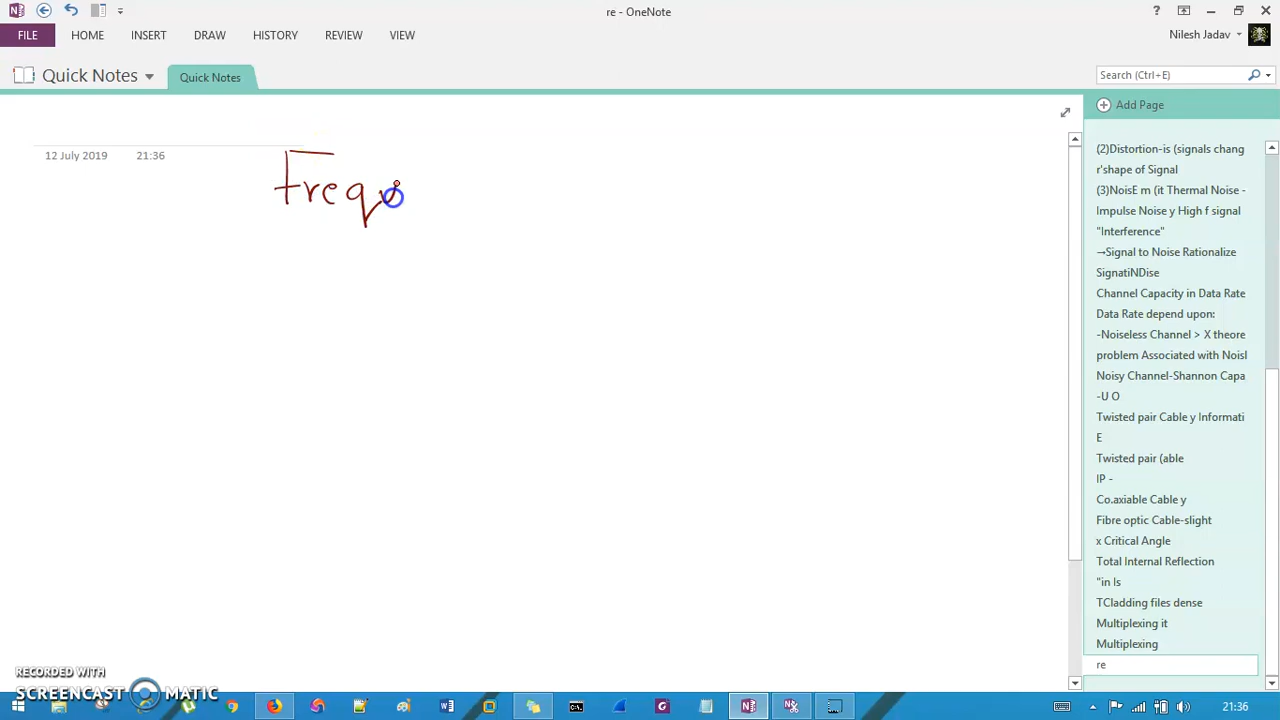 re - OneNote
?
FILE HOME INSERT DRAW HISTORY REVIEW VIEW
Nilesh Jadav
Quick Notes Quick Notes
Search (Ctrl+E)
Add Page
12 July 2019 21:36
Frequ
(2)Distortion-is (signals chang
r'shape of Signal
(3)NoisE m (it Thermal Noise -
Impulse Noise y High f signal
"Interference"
→Signal to Noise Rationalize
SignatiNDise
Channel Capacity in Data Rate
Data Rate depend upon:
-Noiseless Channel > X theore
problem Associated with Noisl
Noisy Channel-Shannon Capa
-U O
Twisted pair Cable y Informati
E
Twisted pair (able
IP -
Co.axiable Cable y
Fibre optic Cable-slight
x Critical Angle
Total Internal Reflection
"in Is
TCladding files dense
Multiplexing it
Multiplexing
re
RECORDED WITH
SCREENCAST MATIC
21:36